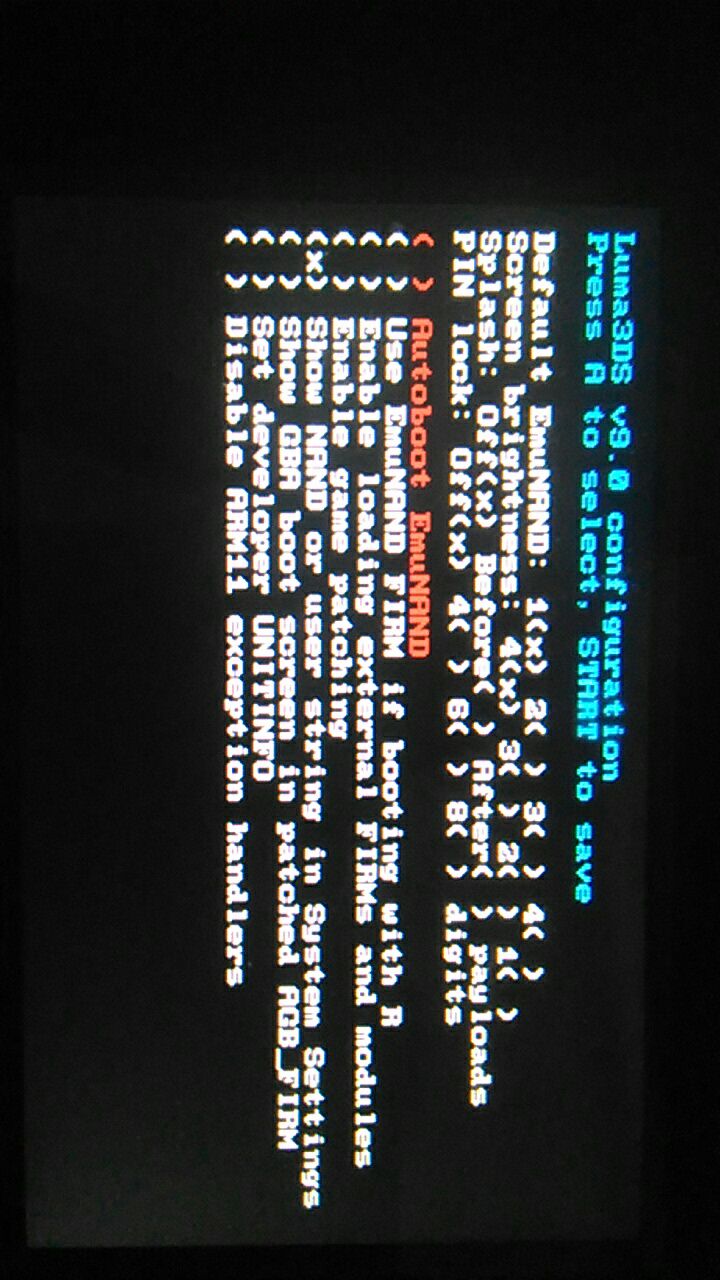 Luma3DS v9.0 configuration
Press A to select, START to save
Default EmuNAND: 1(x) 2( ) 3( ) 4( )
Screen brightness: 4(x) 3( ) 2( ) 1( )
Splash: Off(x) Before( ) After( ) payloads
PIN lock: Off(x) 4( ) 6( ) 8( ) digits
( ) Autoboot EmuNAND
( ) Use EmuNAND FIRM if booting with R
( ) Enable loading external FIRMs and modules
( ) Enable game patching
(x) Show NAND or user string in System Settings
( ) Show GBA boot screen in patched AGB_FIRM
( ) Set developer UNITINFO
( ) Disable ARM11 exception handlers